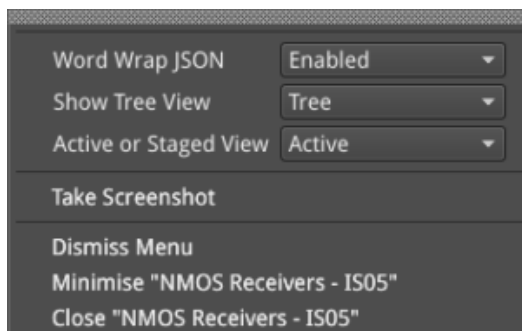 Word Wrap JSON Enabled
Show Tree View Tree
Active or Staged View Active
Take Screenshot
Dismiss Menu
Minimise "NMOS Receivers - IS05"
Close "NMOS Receivers - IS05"